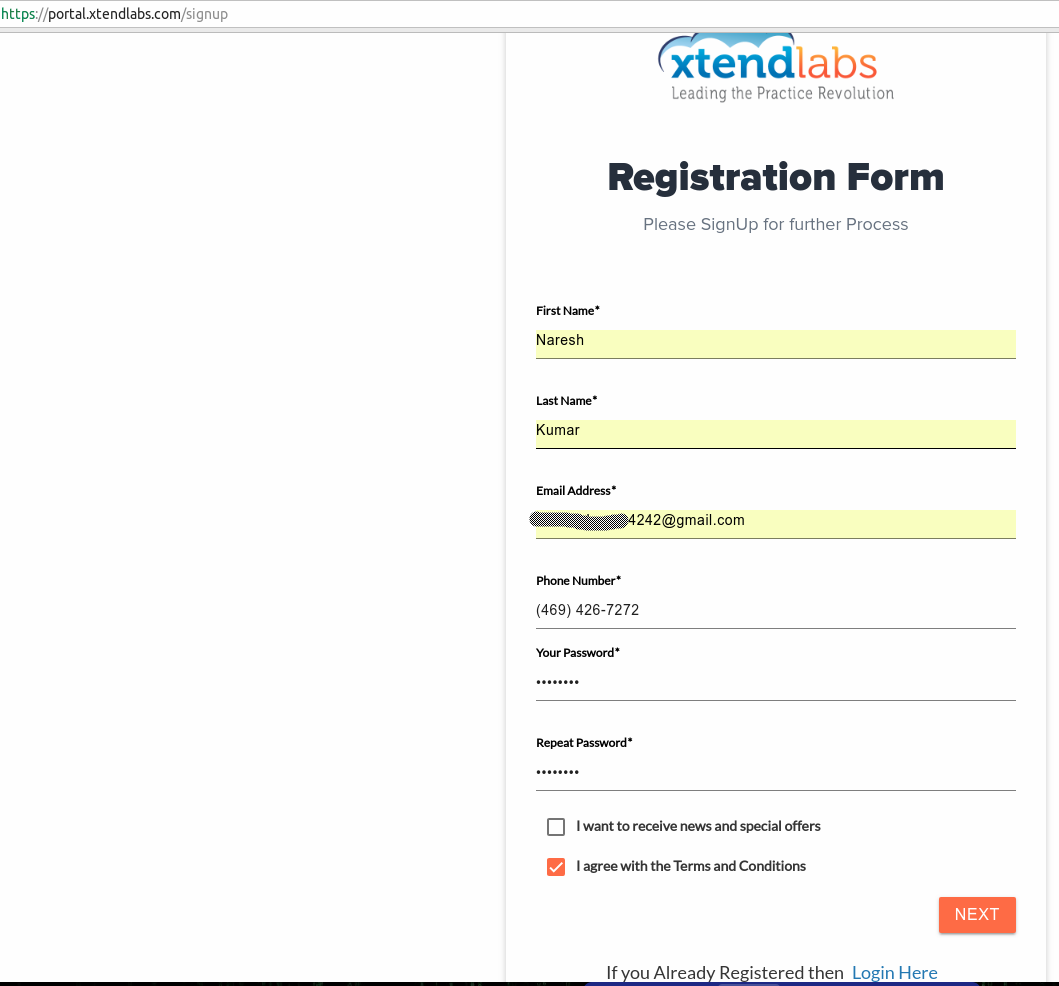 https://portal.xtendlabs.com/signup
xtendlabs
Leading the Practice Revolution
Registration Form
Please SignUp for further Process
First Name*
Naresh
Last Name*
Kumar
Email Address*
4242@gmail.com
Phone Number*
(469) 426-7272
Your Password*
••••••••
Repeat Password*
••••••••
I want to receive news and special offers
I agree with the Terms and Conditions
NEXT
If you Already Registered then Login Here